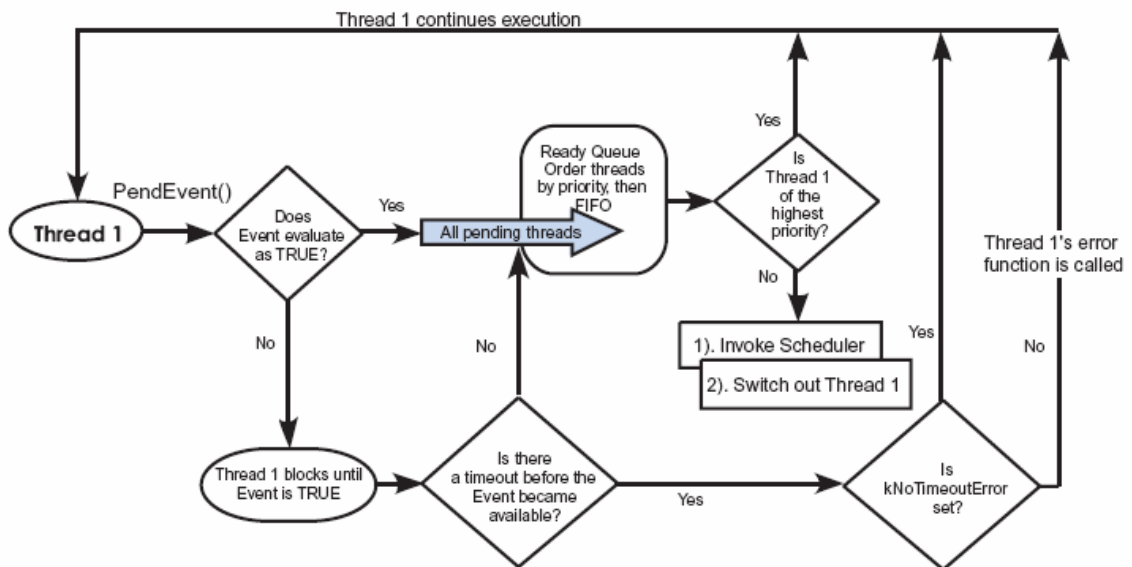 Thread 1 continues execution
PendEvent()
Thread 1
Does
Event evaluate
as TRUE?
Yes
All pending threads
Ready Queue
Order threads
by priority, then
FIFO
Yes
Is
Thread 1
of the
highest
priority?
No
1). Invoke Scheduler
2). Switch out Thread 1
No
Thread 1 blocks until
Event is TRUE
No
Is there
a timeout before the
Event became
available?
Yes
Yes
Is
kNoTimeoutError
set?
No
Thread 1's error
function is called